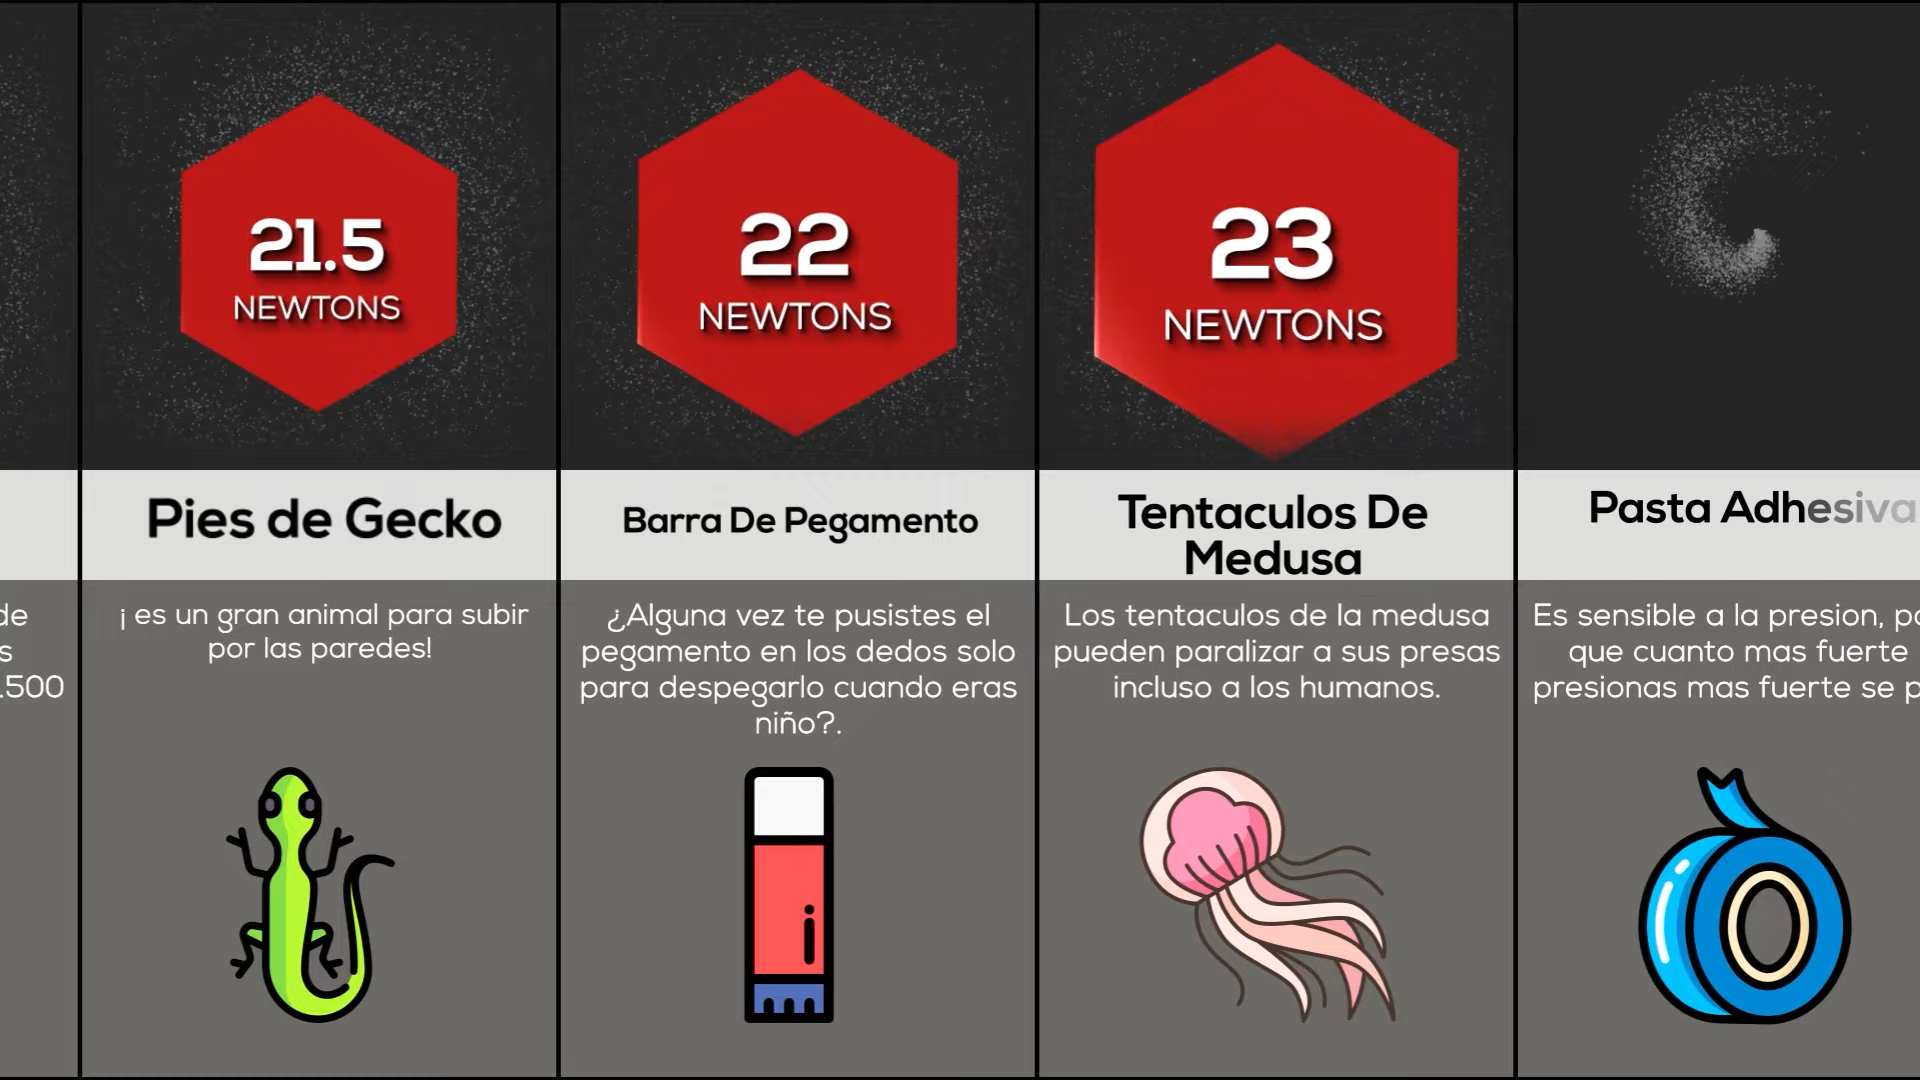 de
s
.500
21.5
NEWTONS
Pies de Gecko
¡ es un gran animal para subir
por las paredes!
22
NEWTONS
Barra De Pegamento
¿Alguna vez te pusistes el
pegamento en los dedos solo
para despegarlo cuando eras
niño?.
23
NEWTONS
Tentaculos De
Medusa
Los tentaculos de la medusa
pueden paralizar a sus presas
incluso a los humanos.
Pasta Adhesiva
Es sensible a la presion,
que cuanto mas fuerte
presionas mas fuerte se